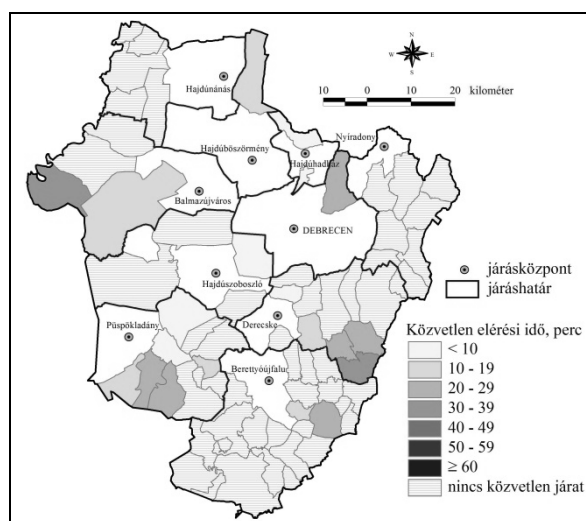 N
W E
S
10 0 10 20 kilométer
Hajdúnánás
Nyíradony
Hajdúböszörmény
Hajdúhadház
Balmazújváros
DEBRECEN
Hajdúszoboszló
járásközpont
járáshatár
Püspökladány
Derecske
Berettyóújfalu
Közvetlen elérési idő, perc
< 10
10 - 19
20 - 29
30 - 39
40 - 49
50 - 59
≥ 60
nincs közvetlen járat